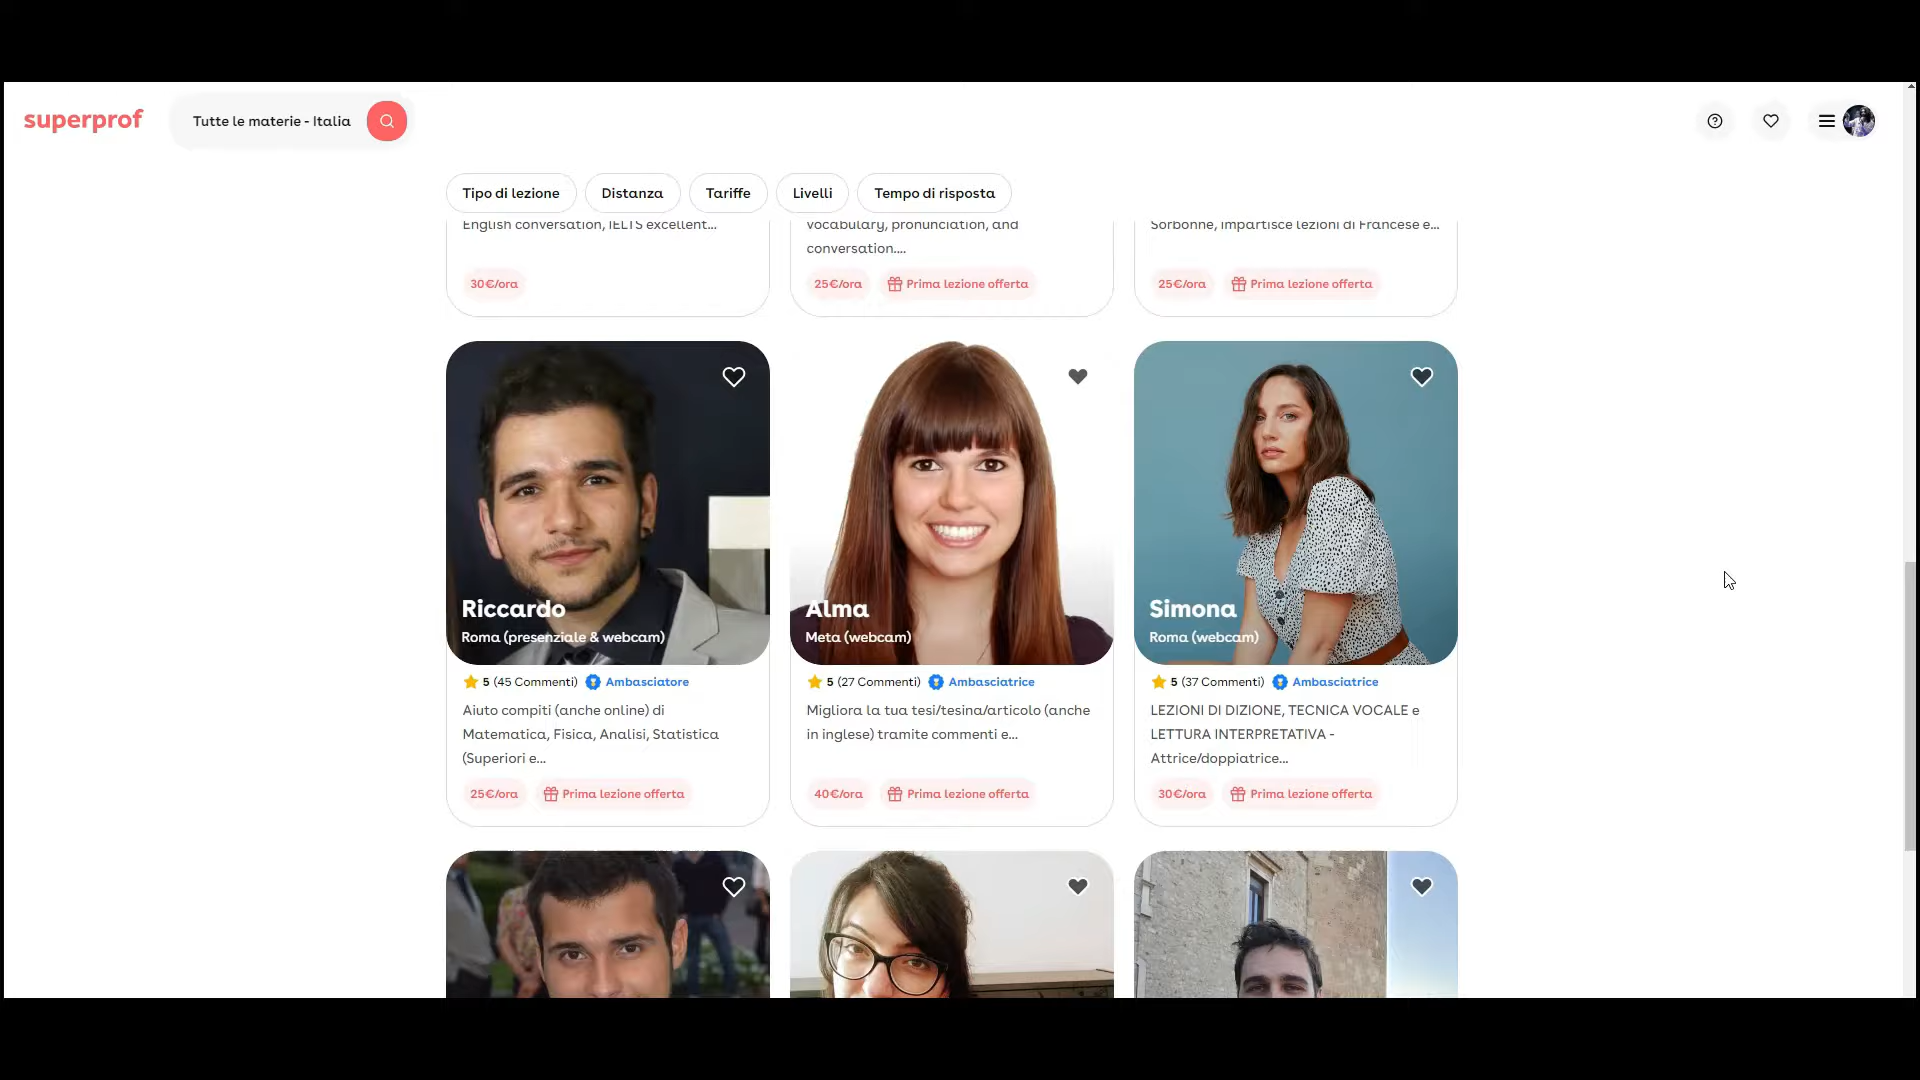 superprof
Tutte le materie - Italia
Tipo di lezione
Distanza
Tariffe
Livelli
Tempo di risposta
English conversation, IELTS excellent...
30€/ora
vocabulary, pronunciation, and
conversation....
25€/ora
Prima lezione offerta
Sorbonne, impartisce lezioni di Francese e...
25€/ora
Prima lezione offerta
Riccardo
Roma (presenziale & webcam)
5 (45 Commenti)
Ambasciatore
Aiuto compiti (anche online) di
Matematica, Fisica, Analisi, Statistica
(Superiori e...
25€/ora
Prima lezione offerta
Alma
Meta (webcam)
5 (27 Commenti)
Ambasciatrice
Migliora la tua tesi/tesina/articolo (anche
in inglese) tramite commenti e...
40€/ora
Prima lezione offerta
Simona
Roma (webcam)
5 (37 Commenti)
Ambasciatrice
LEZIONI DI DIZIONE, TECNICA VOCALE e
LETTURA INTERPRETATIVA -
Attrice/doppiatrice...
30€/ora
Prima lezione offerta